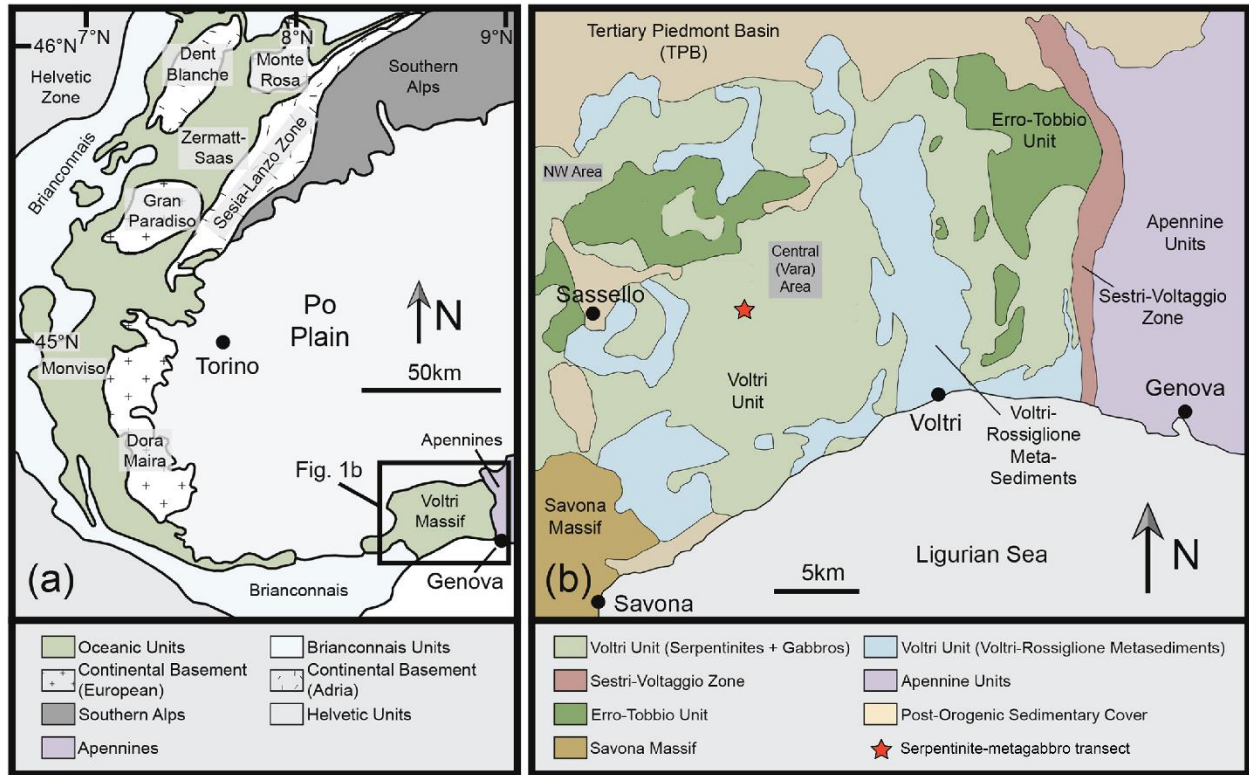 7°N
8°N
9°N
46°N
Helvetic
Zone
Dent
Blanche
Monte
Rosa
Southern
Alps
Zermatt-
Saas
Brianconnais
Sesia-Lanzo Zone
Gran
Paradiso
45°N
Po
Plain
N
Torino
50km
Monviso
Dora
Maira
Apennines
Fig. 1b
Voltri
Massif
(a)
Brianconnais
Genova
Oceanic Units
Brianconnais Units
Continental Basement
(European)
Continental Basement
(Adria)
Southern Alps
Helvetic Units
Apennines
Tertiary Piedmont Basin
(TPB)
Erro-Tobbio
Unit
NW Area
Central
(Vara)
Area
Apennine
Units
Sassello
Sestri-Voltaggio
Zone
Voltri
Unit
Genova
Voltri
Voltri-
Rossiglione
Meta-
Sediments
Savona
Massif
N
Ligurian Sea
(b)
5km
Savona
Voltri Unit (Serpentinites + Gabbros)
Voltri Unit (Voltri-Rossiglione Metasediments)
Sestri-Voltaggio Zone
Apennine Units
Erro-Tobbio Unit
Post-Orogenic Sedimentary Cover
Savona Massif
Serpentinite-metagabbro transect